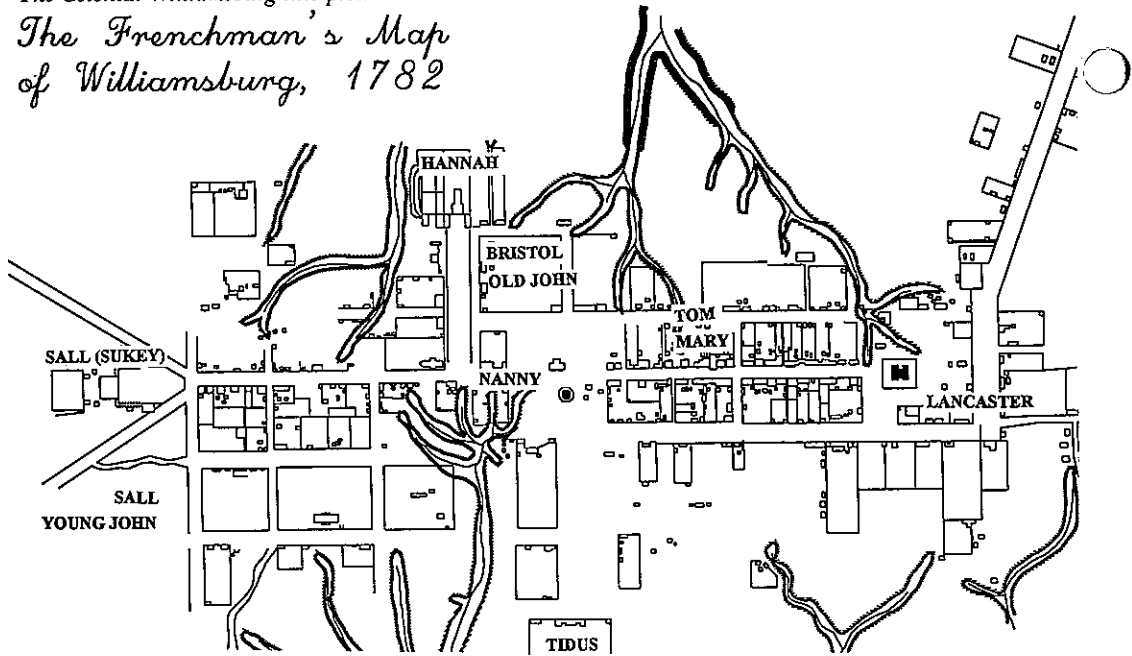 The Frenchman's Map
of Williamsburg, 1782
HANNAH
BRISTOL
OLD JOHN
TOM
MARY
SALL (SUKEY)
NANNY
LANCASTER
SALL
YOUNG JOHN
TIDUS